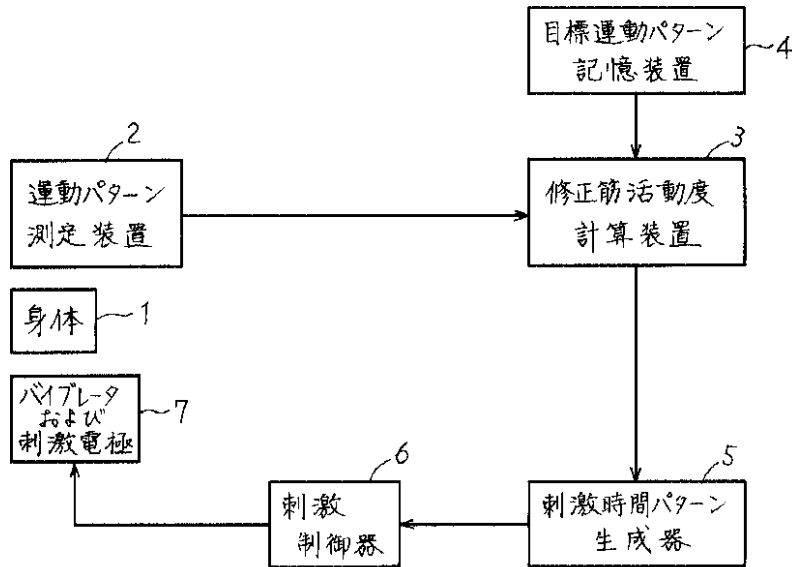 目標運動パターン
記憶装置
4
2
運動パターン
測定装置
3
修正筋活動度
計算装置
身体
1
バイブレータ
および
刺激電極
7
6
刺激
制御器
5
刺激時間パターン
生成器